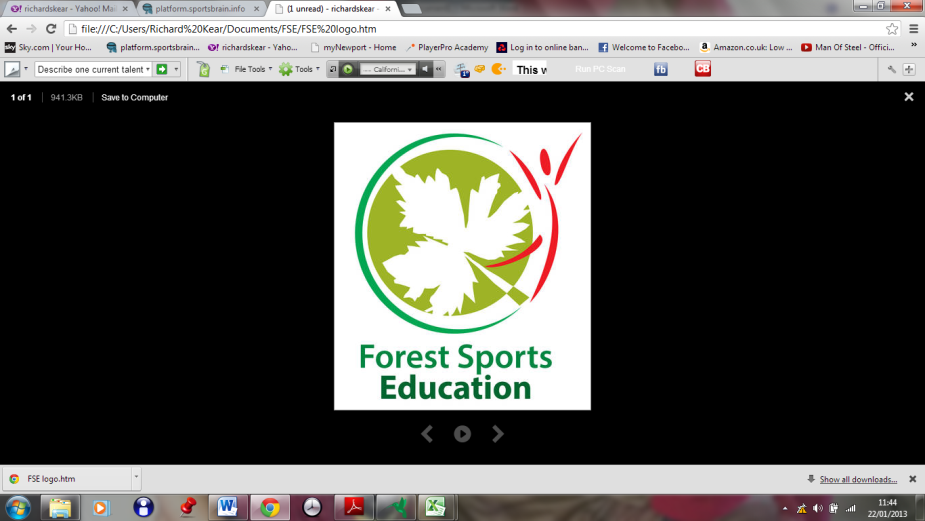 richardskear - Yahoo! Mai
platform.sportsbrain.info
(1 unread) - richardskear -
file:///C:/Users/Richard%20Kear/Documents/FSE/FSE%20logo.htm
sky Sky.com | Your Ho...
platform.sportsbrain...
richardskear - Yaho...
myNewport - Home
PlayerPro Academy
Log in to online ban...
Welcome to Facebo...
Amazon.co.uk: Low ...
Man Of Steel - Offici...
»
Describe one current talent
File Tools
Tools
... Californi...
This w
Run PC Scan
fb
CB
1 of 1
941.3KB
Save to Computer
Forest Sports
Education
FSE logo.htm
Show all downloads...
11:44
22/01/2013